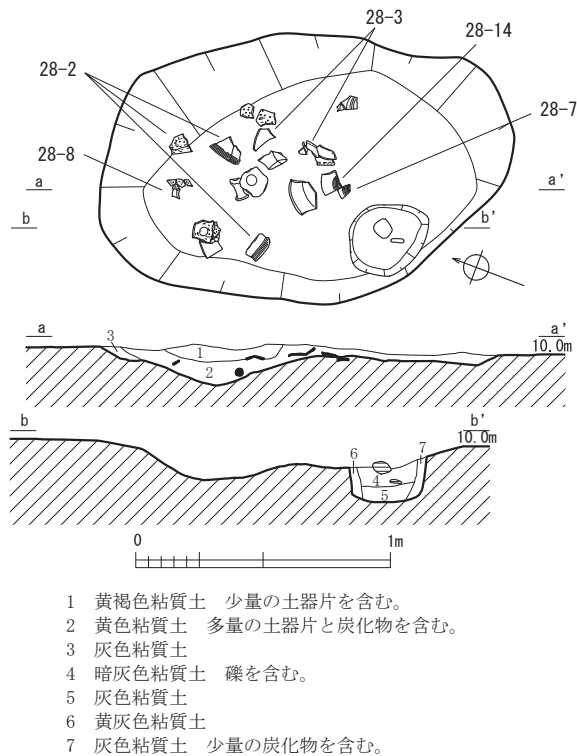 28-3
28-14
28-2
28-7
28-8
a
a'
b
b'
a
3
a'
10.0m
1
2
b
b'
10.0m
6
7
4
5
0
1m
1 黄褐色粘質土 少量の土器片を含む。
2 黄色粘質土 多量の土器片と炭化物を含む。
3 灰色粘質土
4 暗灰色粘質土 礫を含む。
5 灰色粘質土
6 黄灰色粘質土
7 灰色粘質土 少量の炭化物を含む。